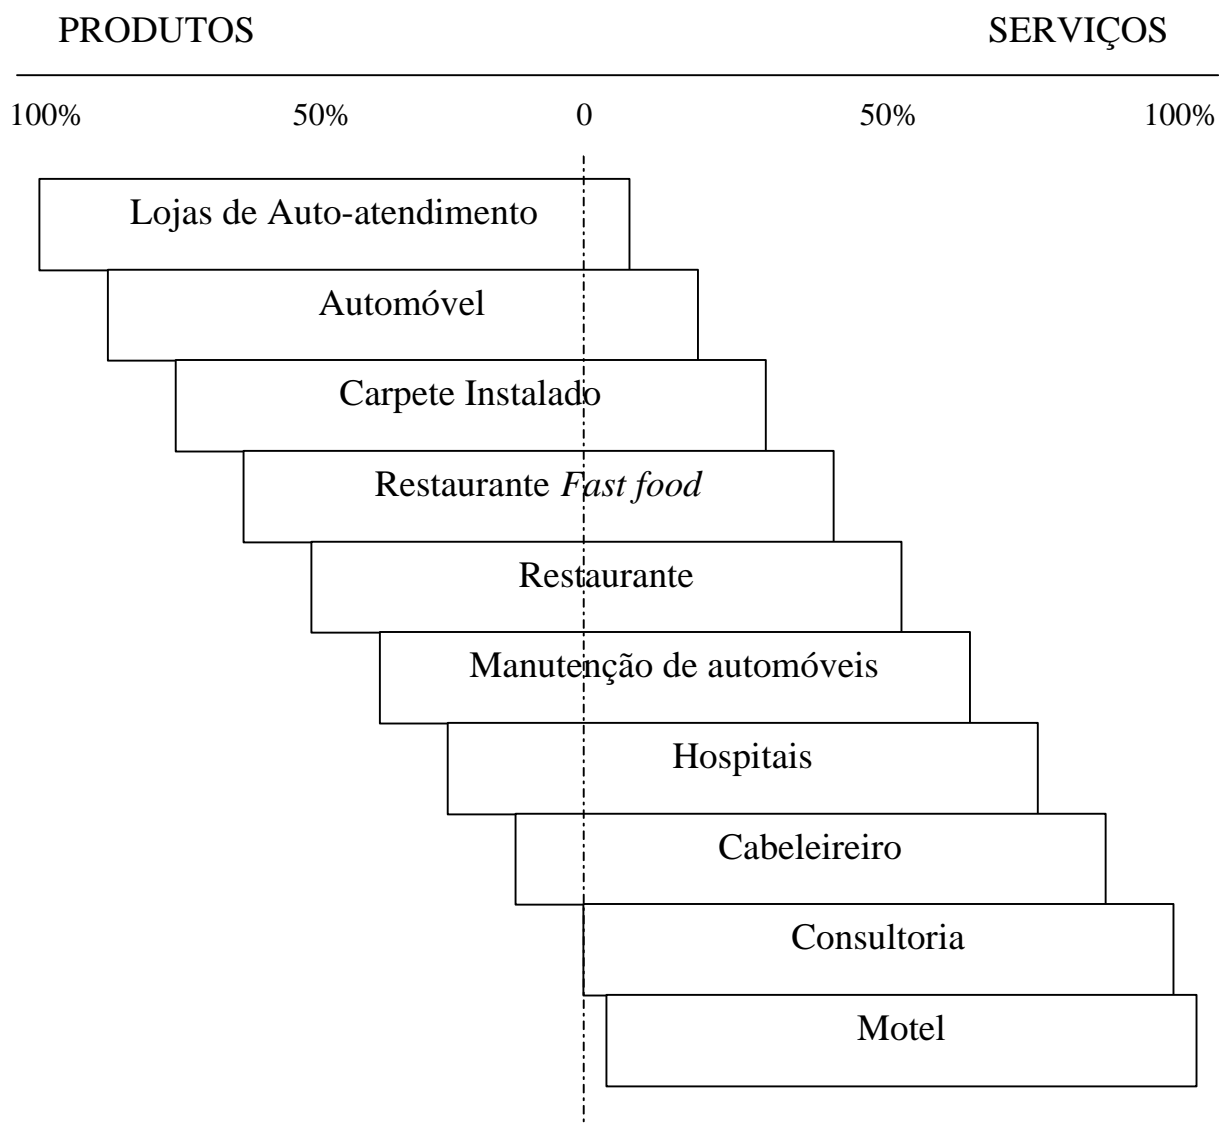 PRODUTOS SERVIÇOS
100% 50% 0 50% 100%
Lojas de Auto-atendimento
Automóvel
Carpete Instalado
Restaurante Fast food
Restaurante
Manutenção de automóveis
Hospitais
Cabeleireiro
Consultoria
Motel